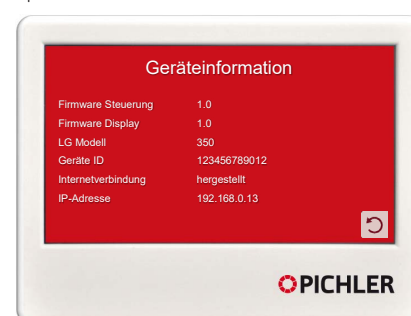 Geräteinformation
Firmware Steuerung 1.0
Firmware Display 1.0
LG Modell 350
Geräte ID 123456789012
Internetverbindung hergestellt
IP-Adresse 192.168.0.13
PICHLER